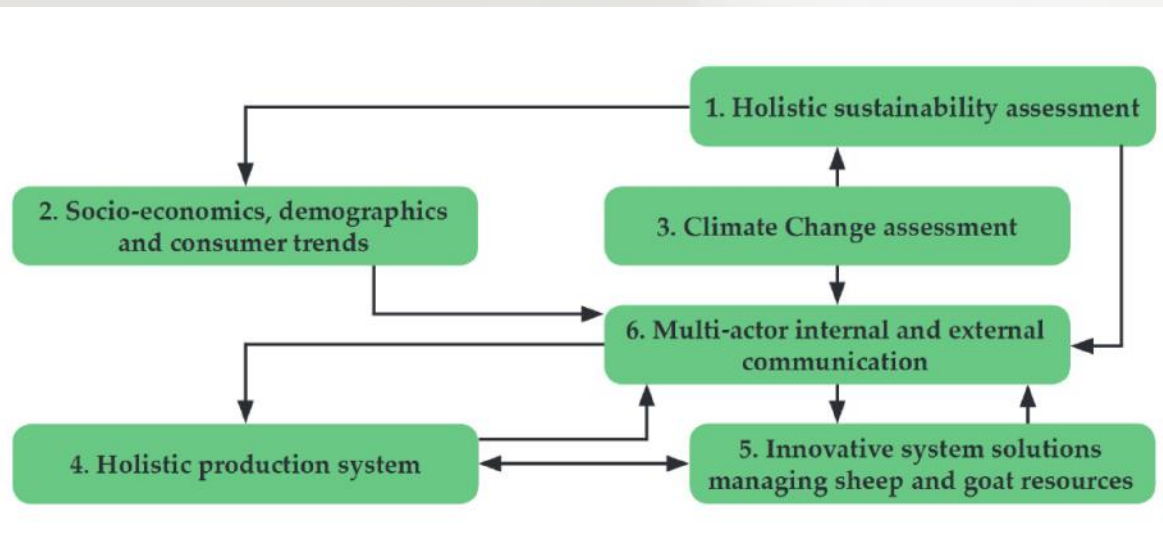 1. Holistic sustainability assessment
2. Socio-economics, demographics
and consumer trends
3. Climate Change assessment
6. Multi-actor internal and external
communication
4. Holistic production system
5. Innovative system solutions
managing sheep and goat resources